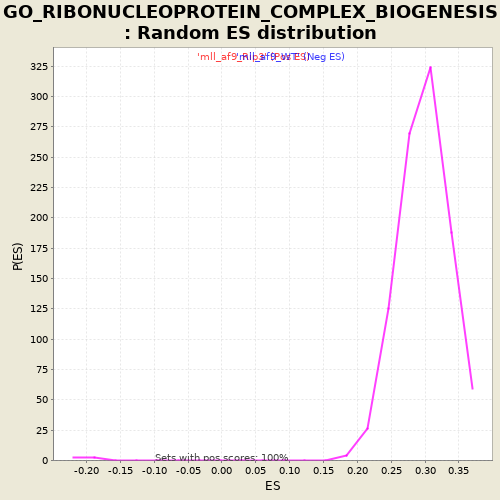 GO_RIBONUCLEOPROTEIN_COMPLEX_BIOGENESIS
: Random ES distribution
(Neg ES)
P(ES)
325
300
275
250
225
200
175
150
125
100
75
50
25
0
Sets with pos scores: 100%
-0.20 -0.15 -0.10 -0.05 0.00 0.05 0.10 0.15 0.20 0.25 0.30 0.35
ES